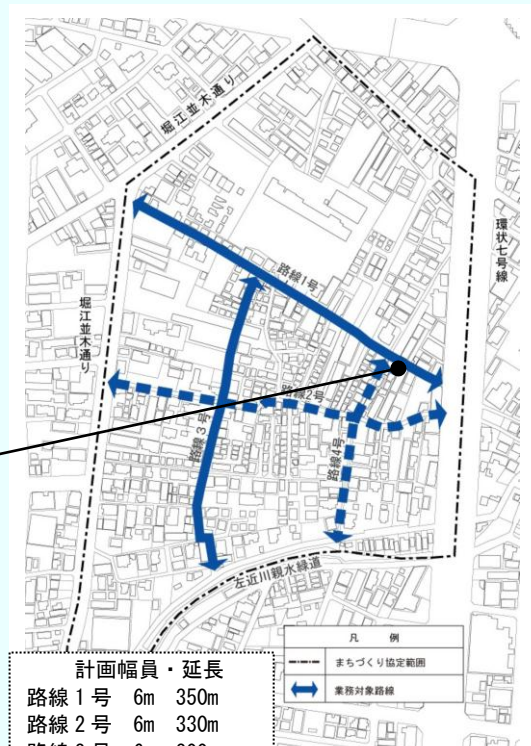 堀江並木通り
環状七号線
路線1号
堀江並木通り
路線2号
路線3号
路線4号
左近川親水緑道
凡 例
まちづくり協定範囲
業務対象路線
計画幅員・延長
路線1号 6m 350m
路線2号 6m 330m